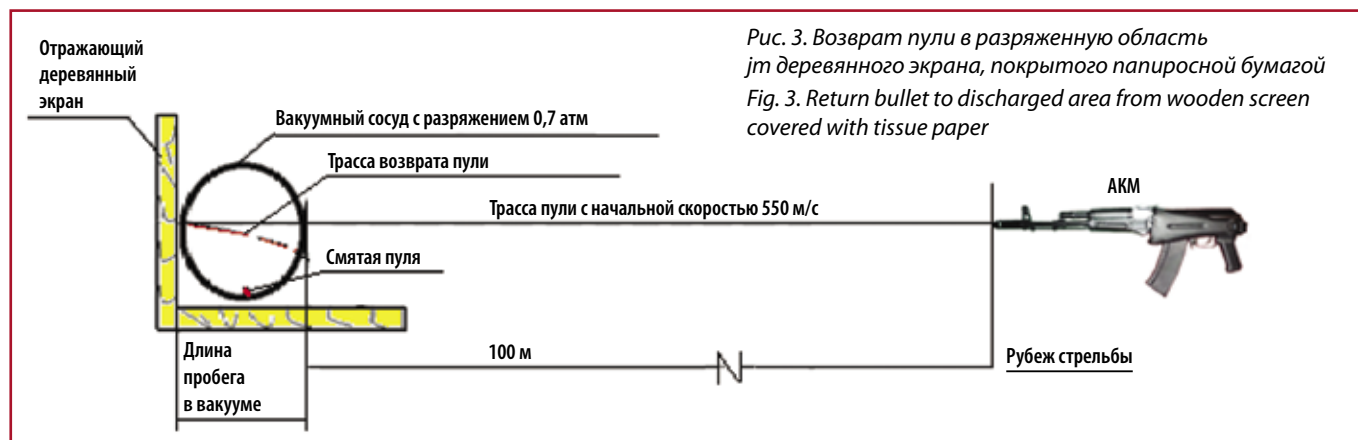 Рис. 3. Возврат пули в разряженную область
jm деревянного экрана, покрытого папиросной бумагой
Fig. 3. Return bullet to discharged area from wooden screen
covered with tissue paper
Отражающий
деревянный
экран
Вакуумный сосуд с разряжением 0,7 атм
Трасса возврата пули
Трасса пули с начальной скоростью 550 м/с
АКМ
Смятая пуля
Длина
пробега
в вакууме
100 м
Рубеж стрельбы